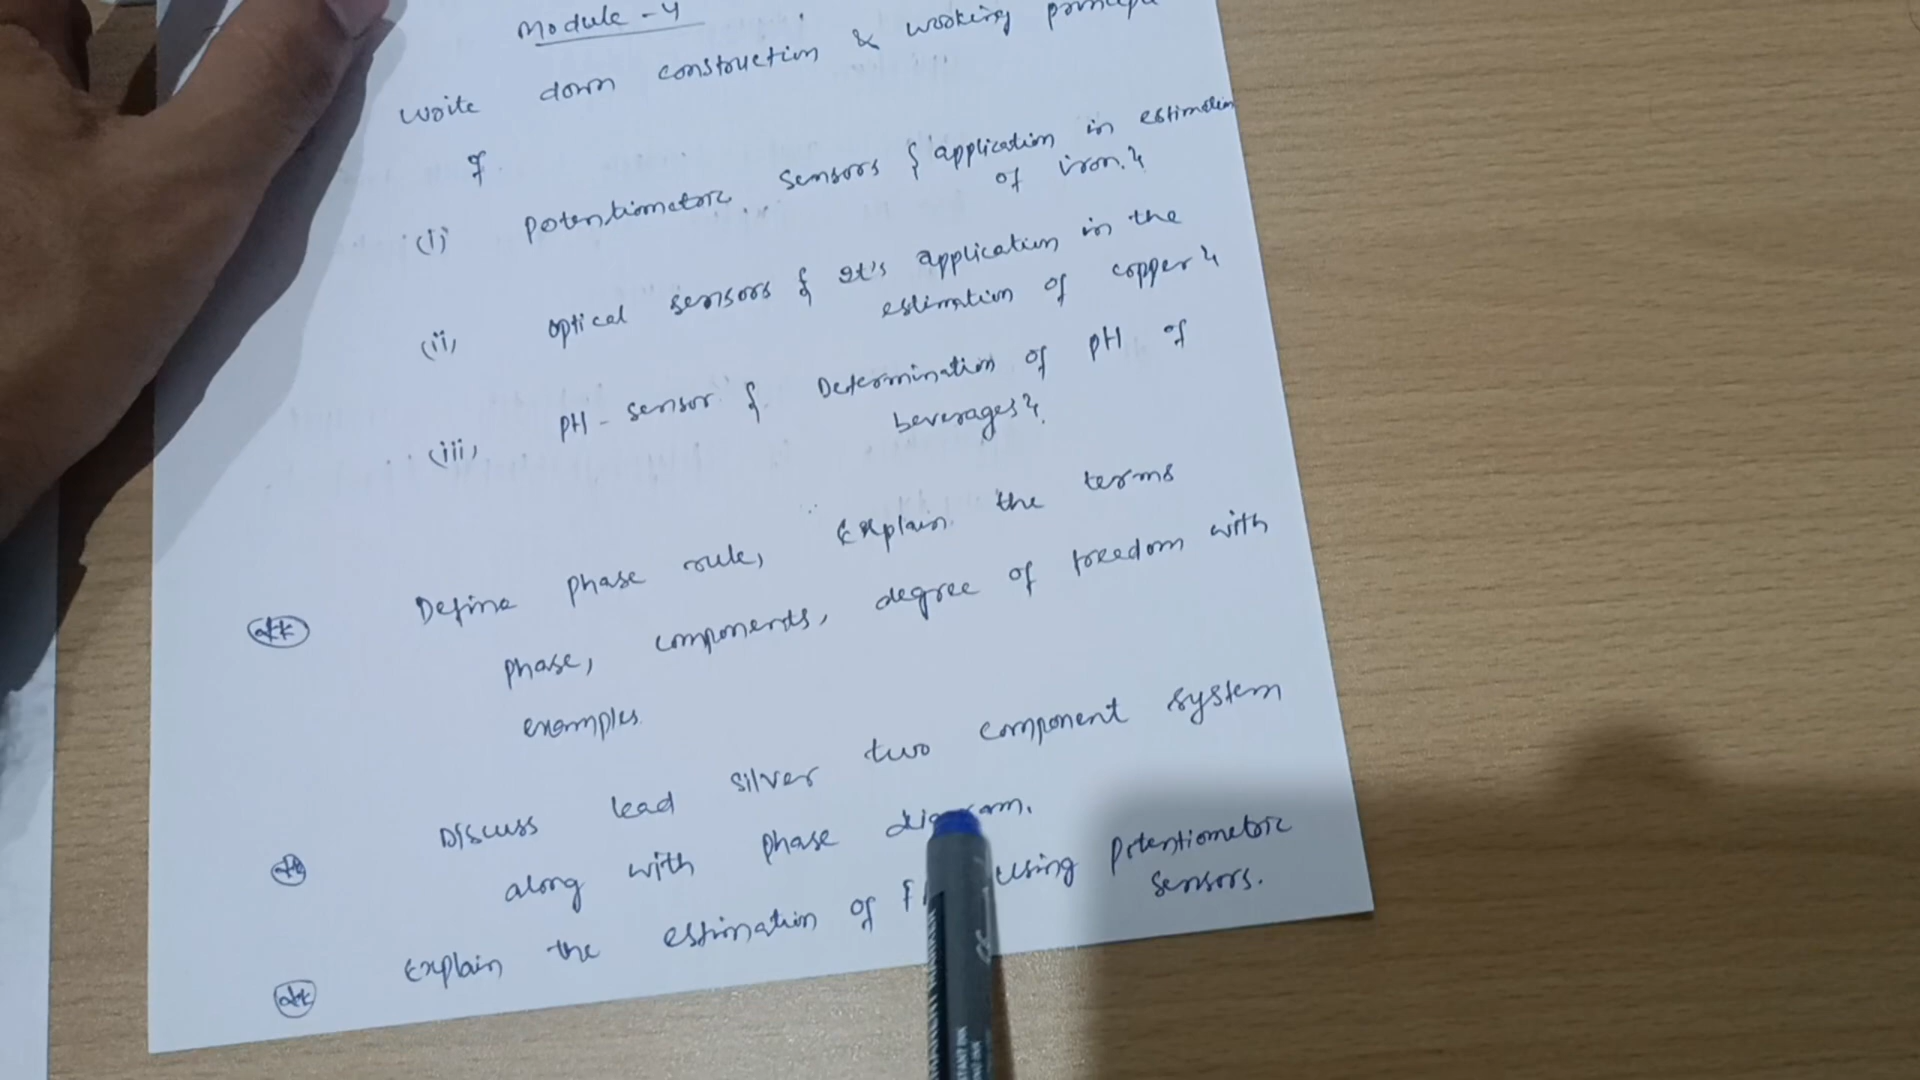 Module - 4
Write down construction & working
of
(i) potentiometric sensors & application in estimation
of iron.
(ii) optical sensors & It's application in the
estimation of copper
(iii) pH - sensor & Determination of pH of
beverages
Define phase rule, Explain the terms
phase, components, degree of freedom with
examples.
Discuss lead silver two component system
along with phase diagram.
Explain the estimation of using potentiometric
sensors.